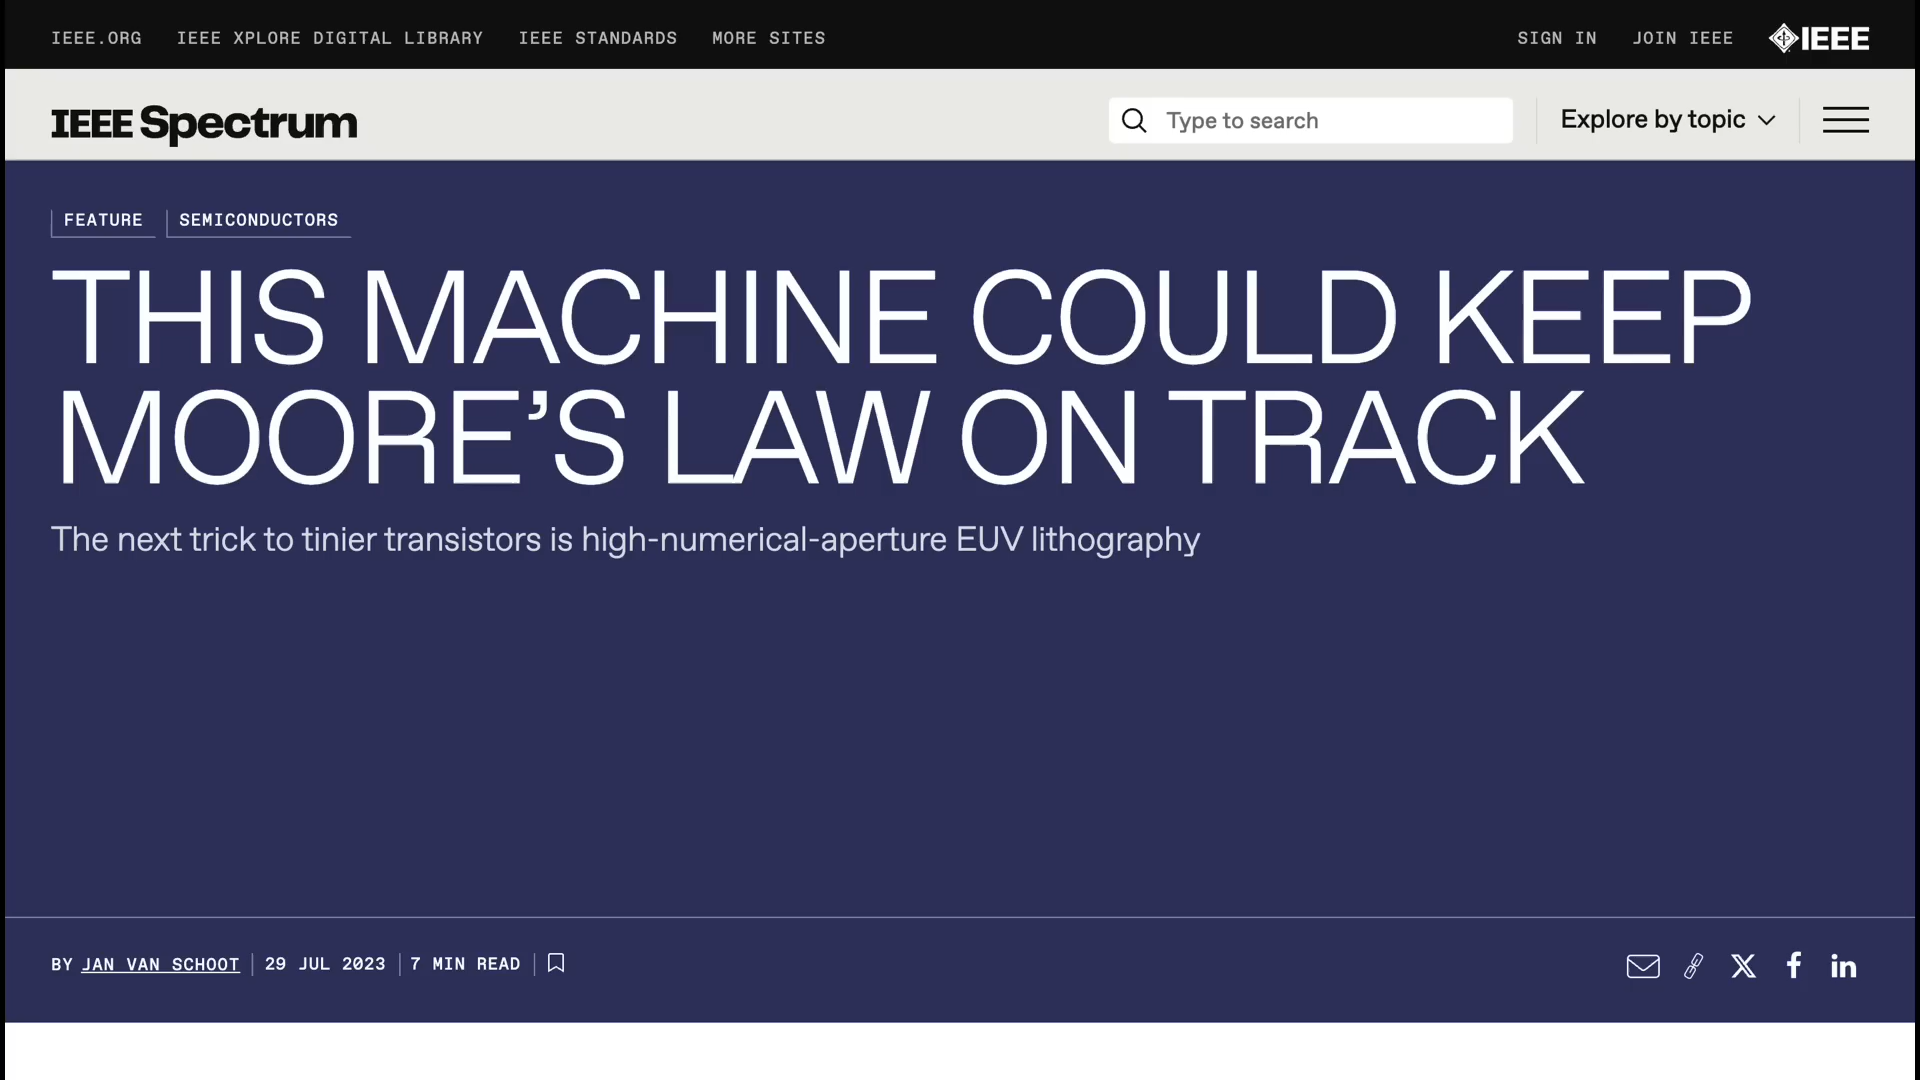 IEEE.ORG IEEE XPLORE DIGITAL LIBRARY IEEE STANDARDS MORE SITES SIGN IN JOIN IEEE IEEE
IEEE Spectrum Type to search Explore by topic
FEATURE SEMICONDUCTORS
THIS MACHINE COULD KEEP
MOORE’S LAW ON TRACK
The next trick to tinier transistors is high-numerical-aperture EUV lithography
BY JAN VAN SCHOOT 29 JUL 2023 7 MIN READ